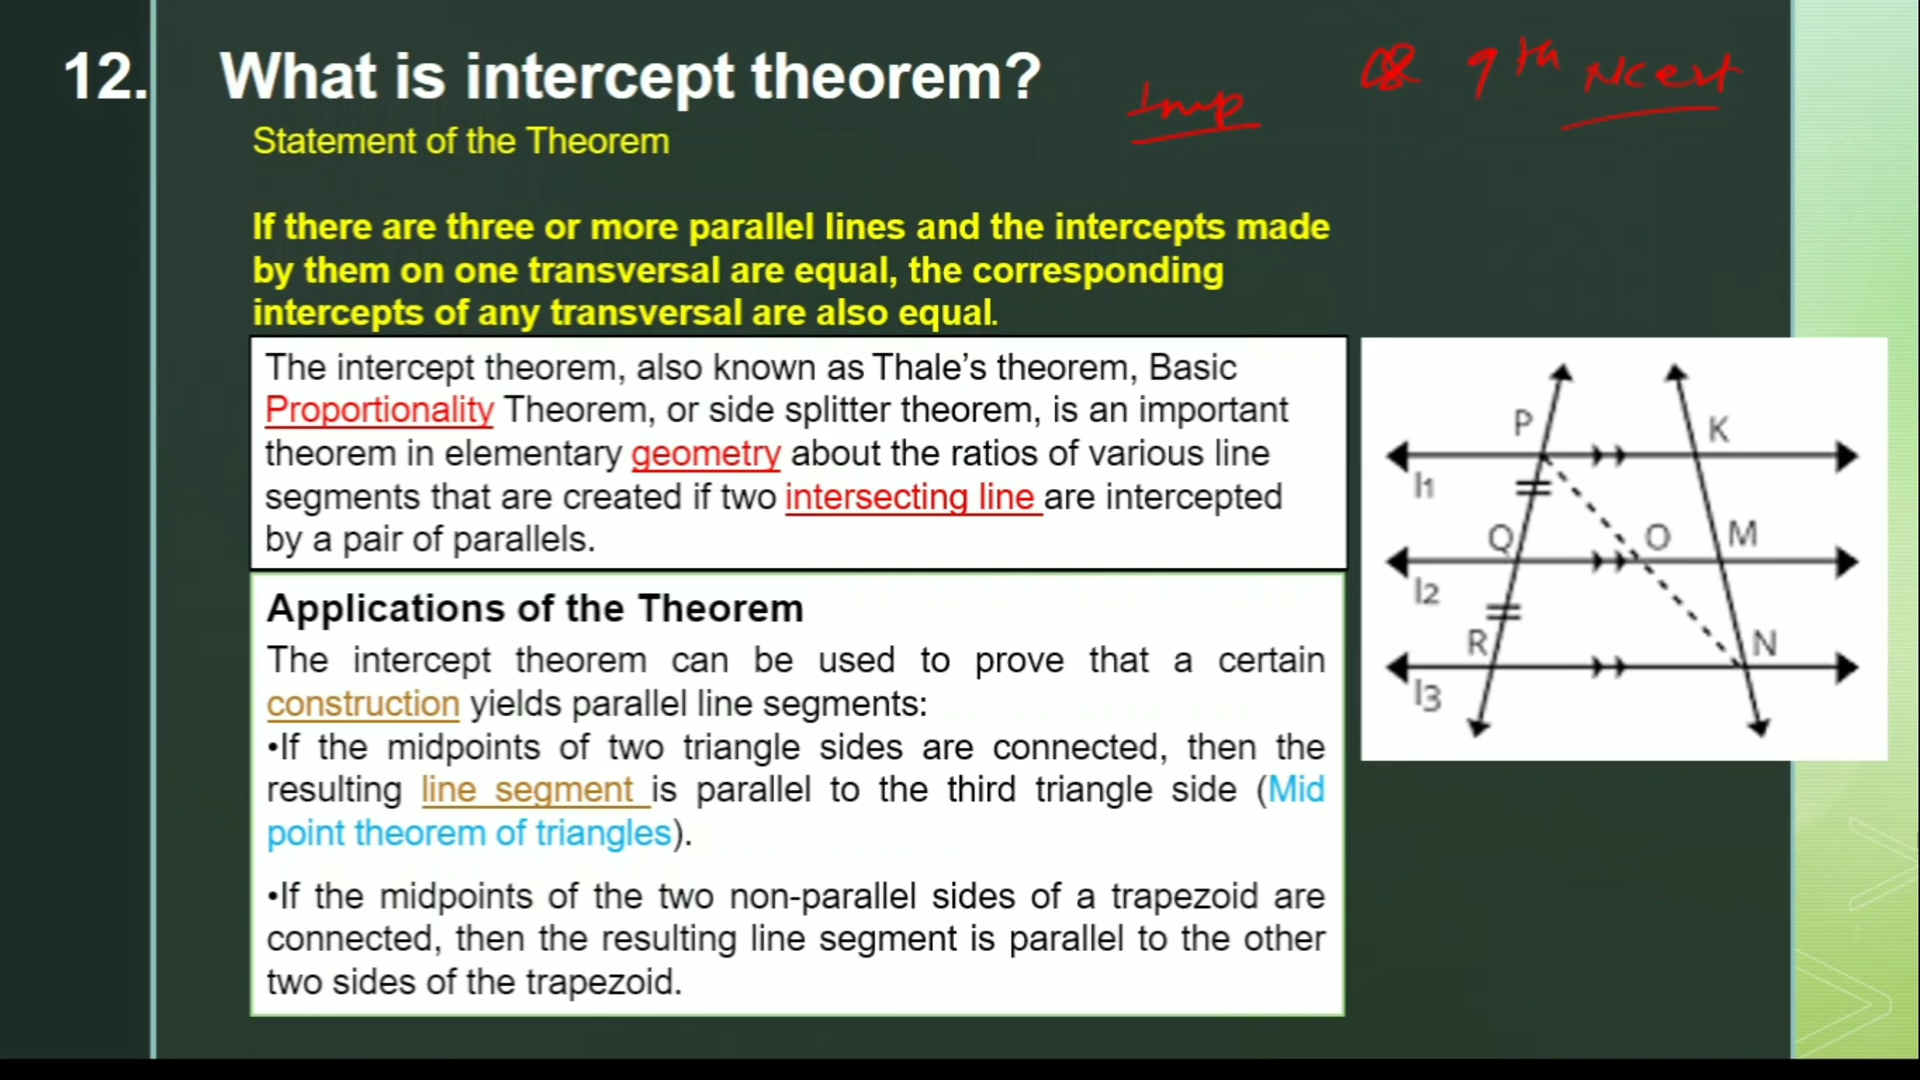 12. What is intercept theorem?
Imp
9th Ncert
Statement of the Theorem
If there are three or more parallel lines and the intercepts made
by them on one transversal are equal, the corresponding
intercepts of any transversal are also equal.
The intercept theorem, also known as Thale’s theorem, Basic
Proportionality Theorem, or side splitter theorem, is an important
theorem in elementary geometry about the ratios of various line
segments that are created if two intersecting line are intercepted
by a pair of parallels.
Applications of the Theorem
The intercept theorem can be used to prove that a certain
construction yields parallel line segments:
•If the midpoints of two triangle sides are connected, then the
resulting line segment is parallel to the third triangle side (Mid
point theorem of triangles).
•If the midpoints of the two non-parallel sides of a trapezoid are
connected, then the resulting line segment is parallel to the other
two sides of the trapezoid.
P K
l1
Q O M
l2
R N
l3